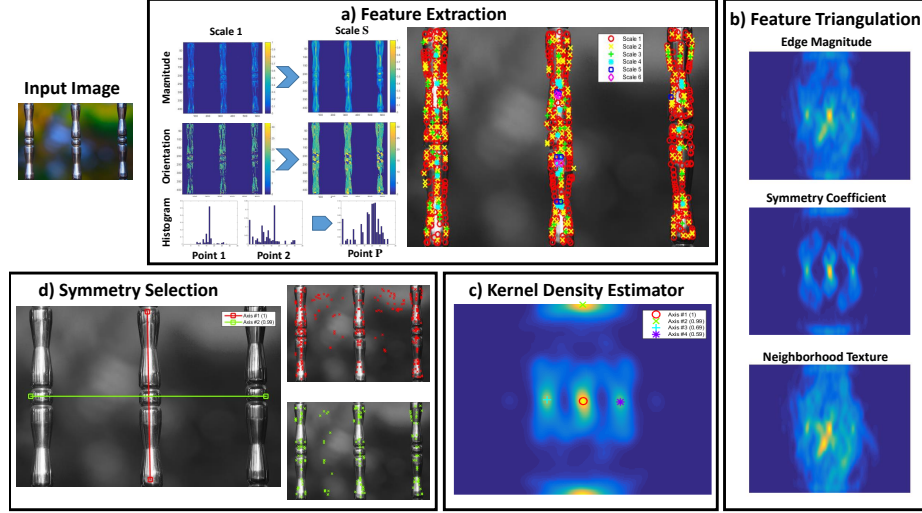 Input Image
a) Feature Extraction
Scale 1
Scale S
Magnitude
Orientation
Histogram
Point 1
Point 2
Point P
Scale 1
Scale 2
Scale 3
Scale 4
Scale 5
Scale 6
b) Feature Triangulation
Edge Magnitude
Symmetry Coefficient
Neighborhood Texture
d) Symmetry Selection
Axis #1 (1)
Axis #2 (0.99)
c) Kernel Density Estimator
Axis #1 (1)
Axis #2 (0.99)
Axis #3 (0.69)
Axis #4 (0.59)